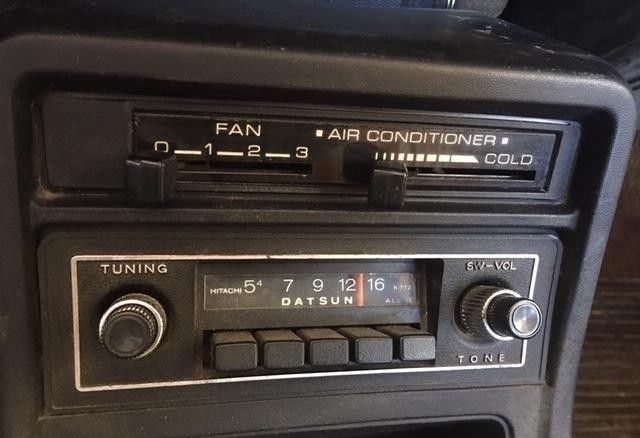 FAN
AIR CONDITIONER
0 1 2 3
COLD
TUNING
SW-VOL
HITACHI 54 7 9 12 16 kHz
DATSUN
TONE